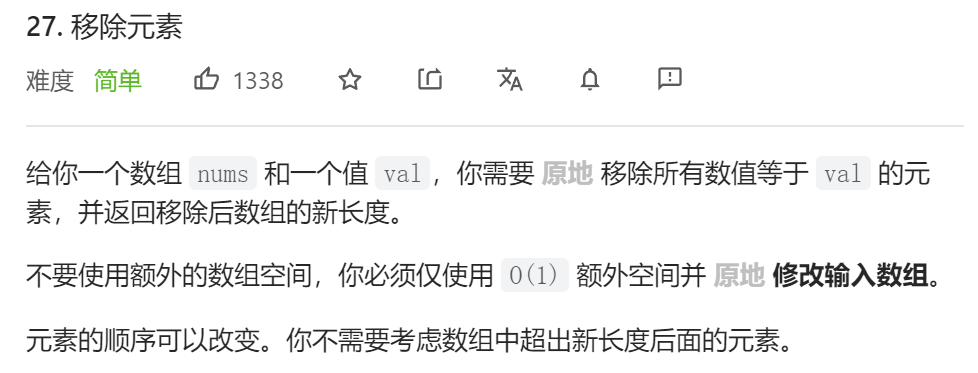 27. 移除元素
难度 简单 1338
给你一个数组 nums 和一个值 val，你需要 原地 移除所有数值等于 val 的元
素，并返回移除后数组的新长度。
不要使用额外的数组空间，你必须仅使用 O(1) 额外空间并 原地 修改输入数组。
元素的顺序可以改变。你不需要考虑数组中超出新长度后面的元素。